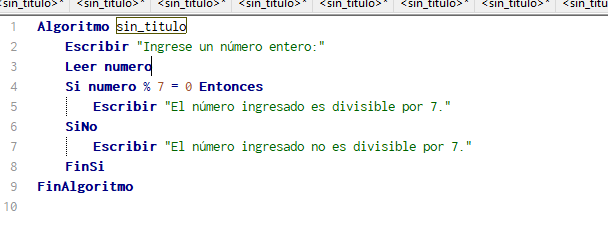 <sin_titulo>* <sin_titulo>* <sin_titulo>* <sin_titulo>* <sin_titulo>* <sin_titulo>* <sin_titulo>* <sin_titulo>
1 Algoritmo sin_titulo
2 Escribir "Ingrese un número entero:"
3 Leer numero
4 Si numero % 7 = 0 Entonces
5 Escribir "El número ingresado es divisible por 7."
6 SiNo
7 Escribir "El número ingresado no es divisible por 7."
8 FinSi
9 FinAlgoritmo
10